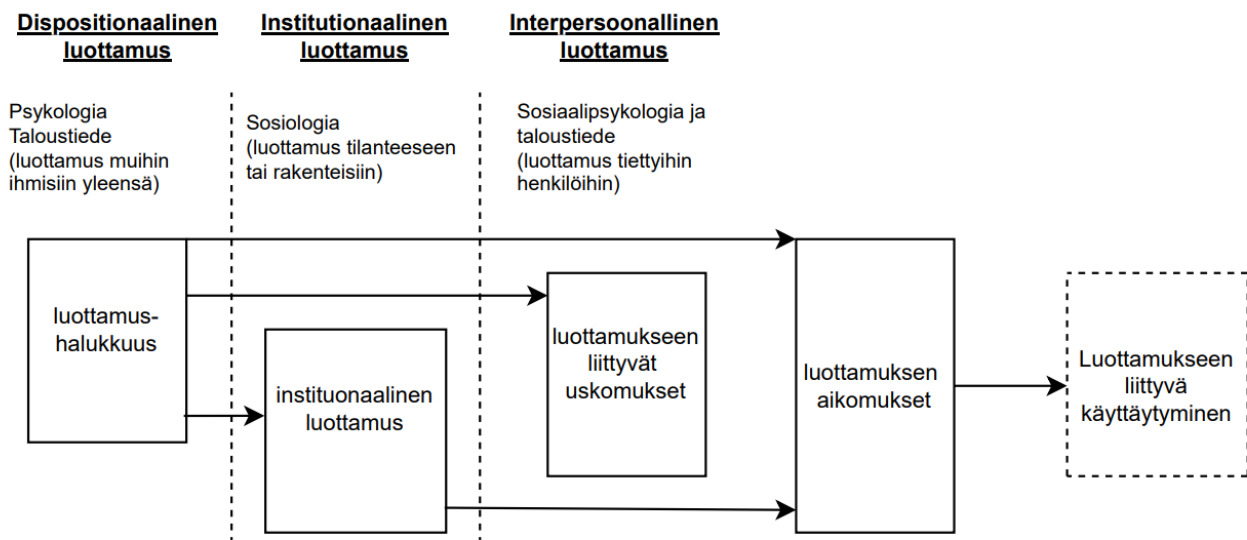 Dispositionaalinen
luottamus
Institutionaalinen
luottamus
Interpersoonallinen
luottamus
Psykologia
Taloustiede
(luottamus muihin
ihmisiin yleensä)
Sosiologia
(luottamus tilanteeseen
tai rakenteisiin)
Sosiaalipsykologia ja
taloustiede
(luottamus tiettyihin
henkilöihin)
luottamus-
halukkuus
instituonaalinen
luottamus
luottamukseen
liittyvät
uskomukset
luottamuksen
aikomukset
Luottamukseen
liittyvä
käyttäytyminen